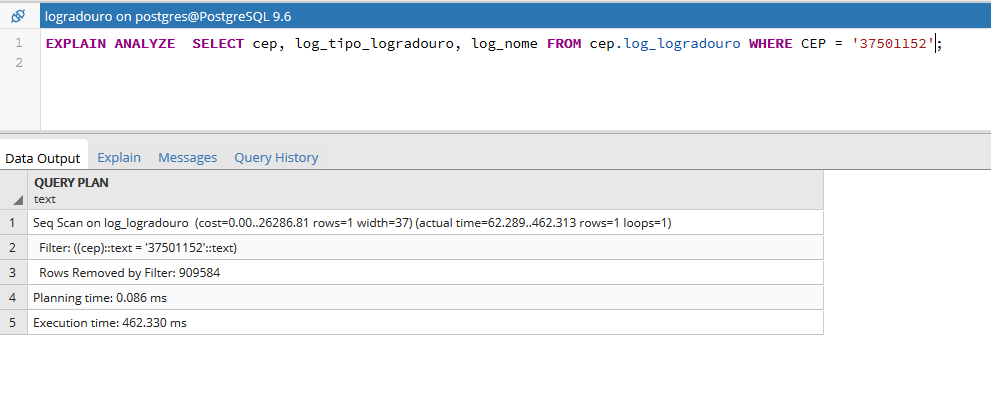 logradouro on postgres@PostgreSQL 9.6
1 EXPLAIN ANALYZE  SELECT cep, log_tipo_logradouro, log_nome FROM cep.log_logradouro WHERE CEP = '37501152';
2
Data Output Explain Messages Query History
QUERY PLAN
text
1 Seq Scan on log_logradouro (cost=0.00..26286.81 rows=1 width=37) (actual time=62.289..462.313 rows=1 loops=1)
2 Filter: ((cep)::text = '37501152'::text)
3 Rows Removed by Filter: 909584
4 Planning time: 0.086 ms
5 Execution time: 462.330 ms